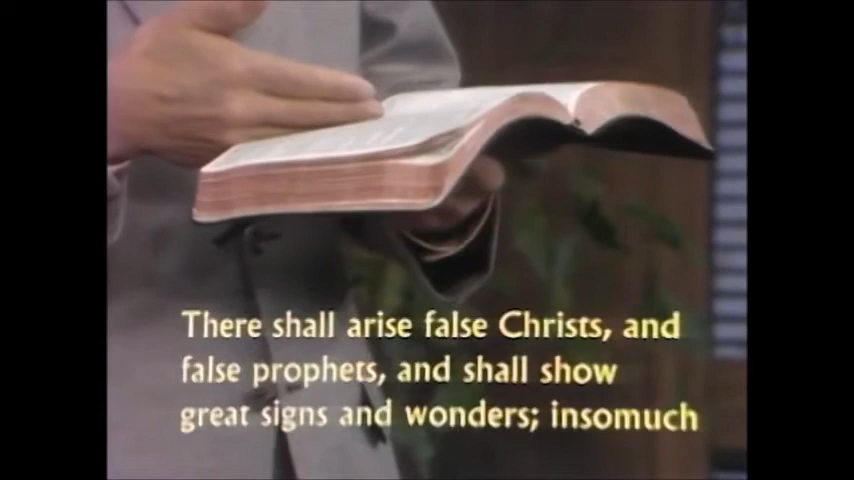 There shall arise false Christs, and
false prophets, and shall show
great signs and wonders; insomuch